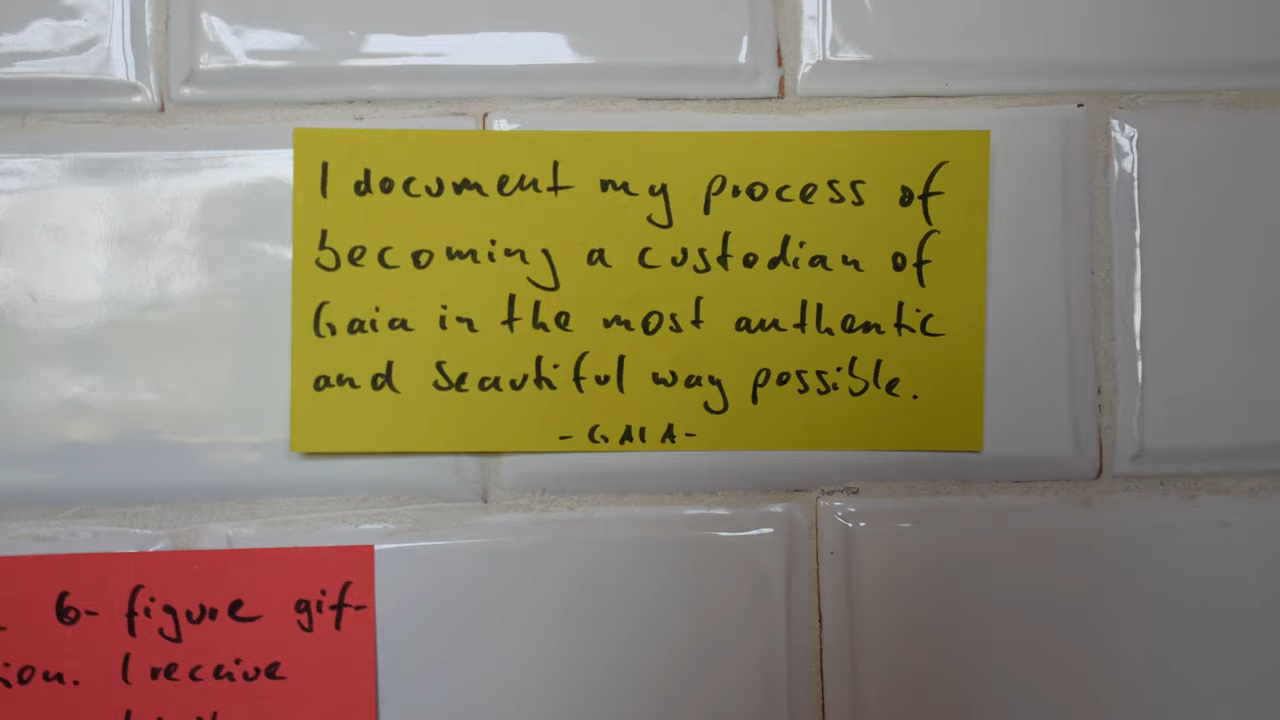 I document my process of
becoming a custodian of
Gaia in the most authentic
and beautiful way possible.
- GAIA -
6- figure gif-
ion. I receive